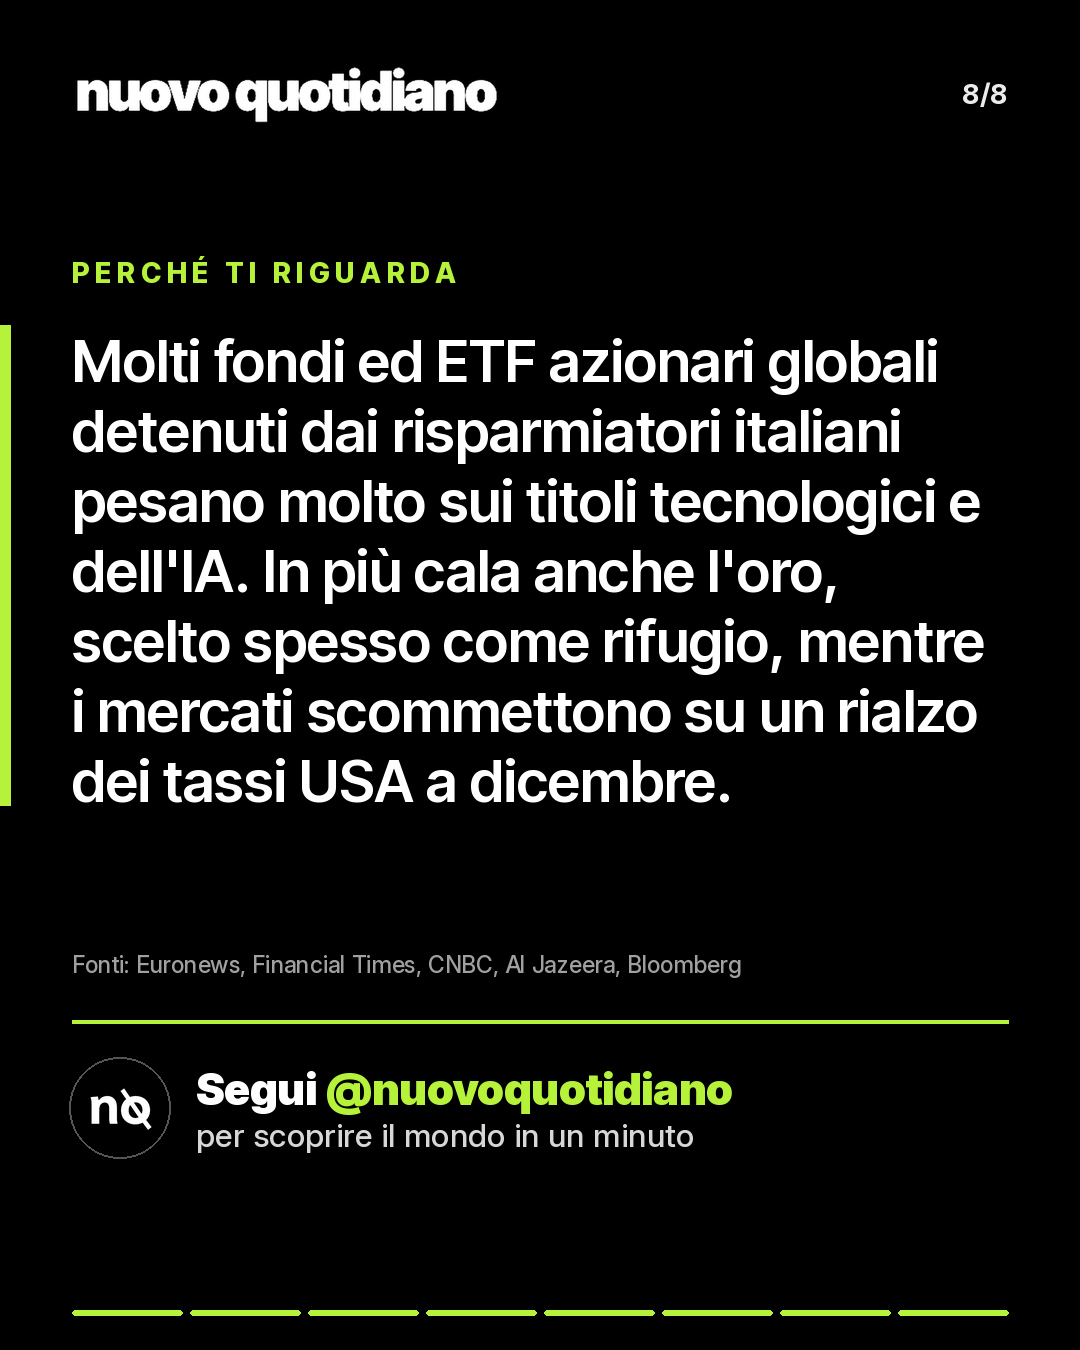 nuovo quotidiano
8/8
PERCHÉ TI RIGUARDA
Molti fondi ed ETF azionari globali
detenuti dai risparmiatori italiani
pesano molto sui titoli tecnologici e
dell'IA. In più cala anche l'oro,
scelto spesso come rifugio, mentre
i mercati scommettono su un rialzo
dei tassi USA a dicembre.
Fonti: Euronews, Financial Times, CNBC, Al Jazeera, Bloomberg
nq
Segui @nuovoquotidiano
per scoprire il mondo in un minuto